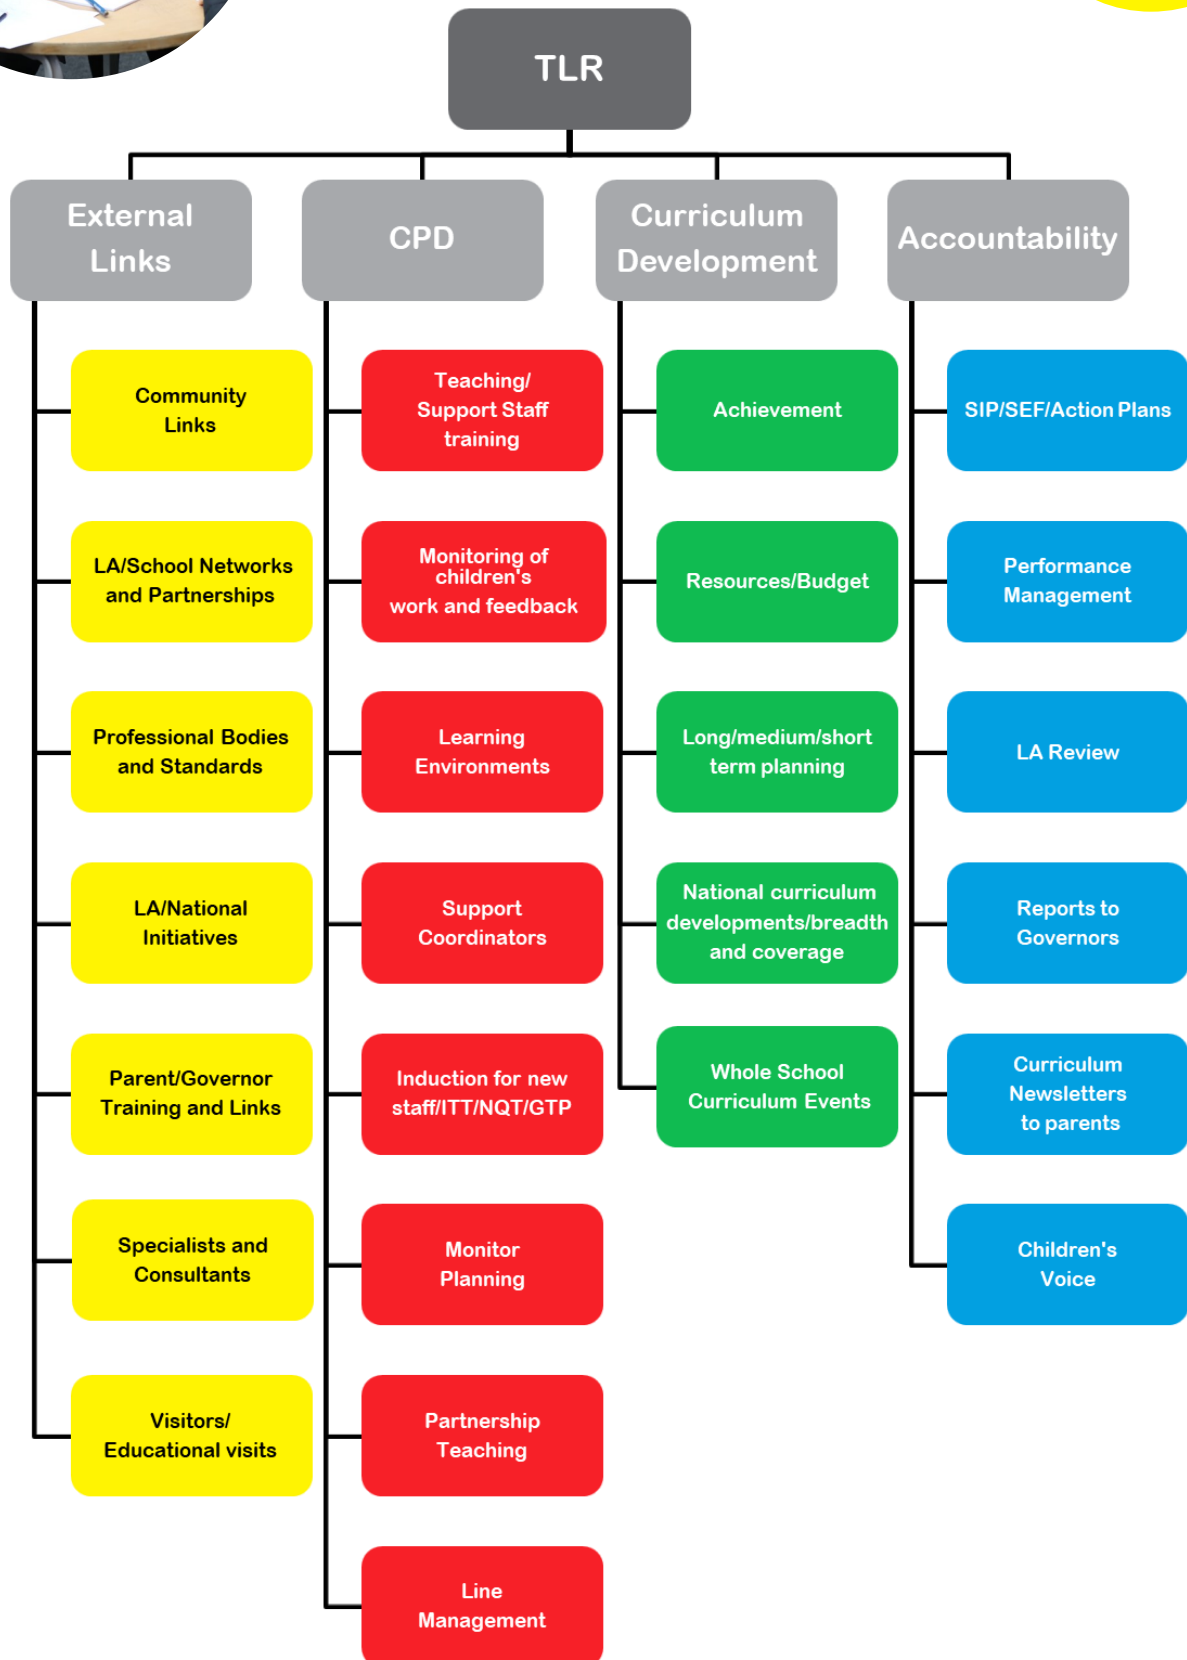 TLR
External
Links
CPD
Curriculum
Development
Accountability
Community
Links
LA/School Networks
and Partnerships
Professional Bodies
and Standards
LA/National
Initiatives
Parent/Governor
Training and Links
Specialists and
Consultants
Visitors/
Educational visits
Teaching/
Support Staff
training
Monitoring of
children's
work and feedback
Learning
Environments
Support
Coordinators
Induction for new
staff/ITT/NQT/GTP
Monitor
Planning
Partnership
Teaching
Line
Management
Achievement
Resources/Budget
Long/medium/short
term planning
National curriculum
developments/breadth
and coverage
Whole School
Curriculum Events
SIP/SEF/Action Plans
Performance
Management
LA Review
Reports to
Governors
Curriculum
Newsletters
to parents
Children's
Voice